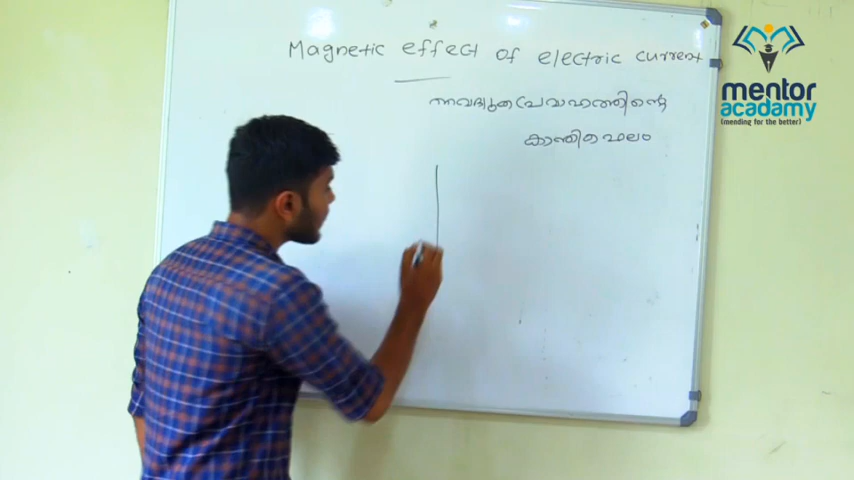 Magnetic effect of electric current
വൈദ്യുത പ്രവാഹത്തിന്റെ
കാന്തിക ഫലം
mentor
acadamy
(mending for the better)